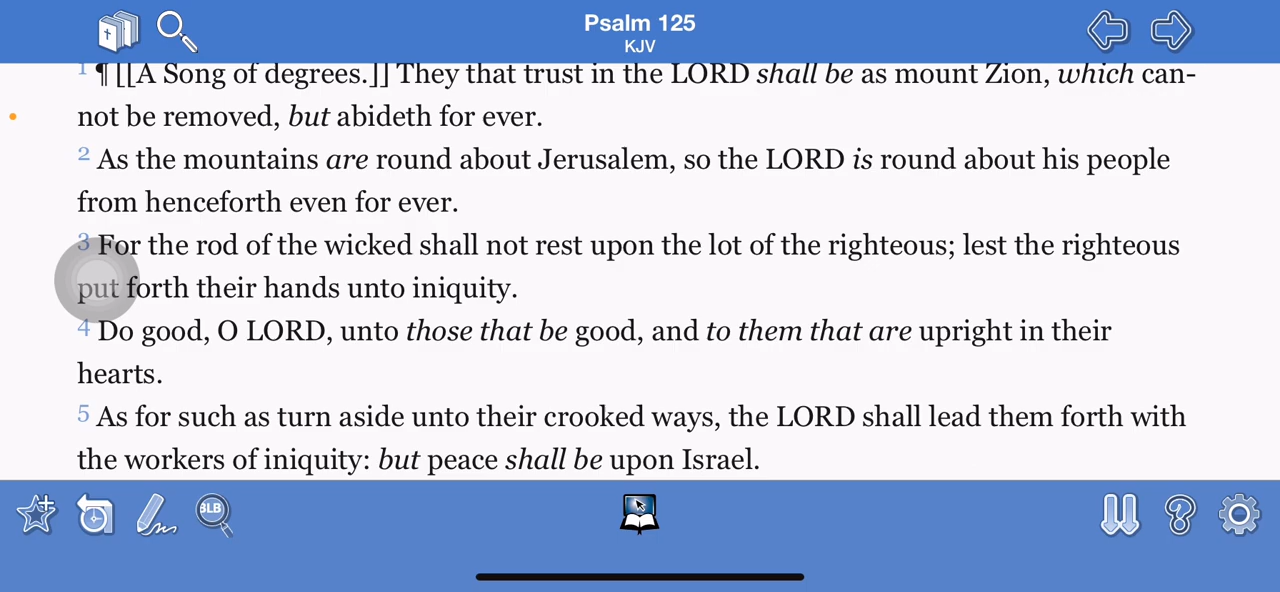 Psalm 125
KJV
1 ¶ [[A Song of degrees.]] They that trust in the LORD shall be as mount Zion, which can-
not be removed, but abideth for ever.
2 As the mountains are round about Jerusalem, so the LORD is round about his people
from henceforth even for ever.
3 For the rod of the wicked shall not rest upon the lot of the righteous; lest the righteous
put forth their hands unto iniquity.
4 Do good, O LORD, unto those that be good, and to them that are upright in their
hearts.
5 As for such as turn aside unto their crooked ways, the LORD shall lead them forth with
the workers of iniquity: but peace shall be upon Israel.
BLB